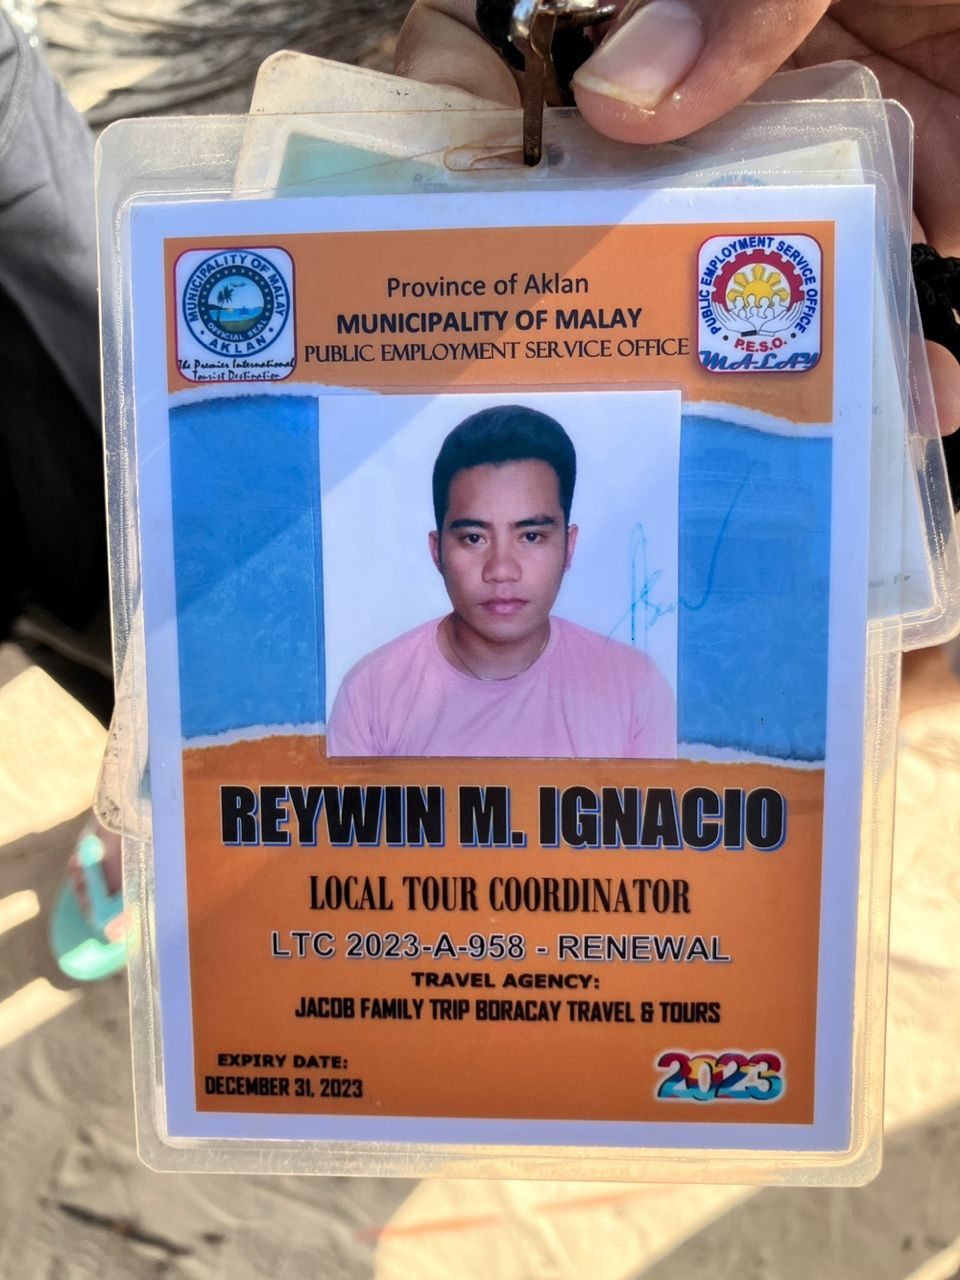 MUNICIPALITY OF MALAY
OFFICIAL SEAL
AKLAN
The Premier International
Tourist Destination
Province of Aklan
MUNICIPALITY OF MALAY
PUBLIC EMPLOYMENT SERVICE OFFICE
PUBLIC EMPLOYMENT SERVICE OFFICE
P.E.S.O.
MALAY
REYWIN M. IGNACIO
LOCAL TOUR COORDINATOR
LTC 2023-A-958 - RENEWAL
TRAVEL AGENCY:
JACOB FAMILY TRIP BORACAY TRAVEL & TOURS
EXPIRY DATE:
DECEMBER 31, 2023
2023